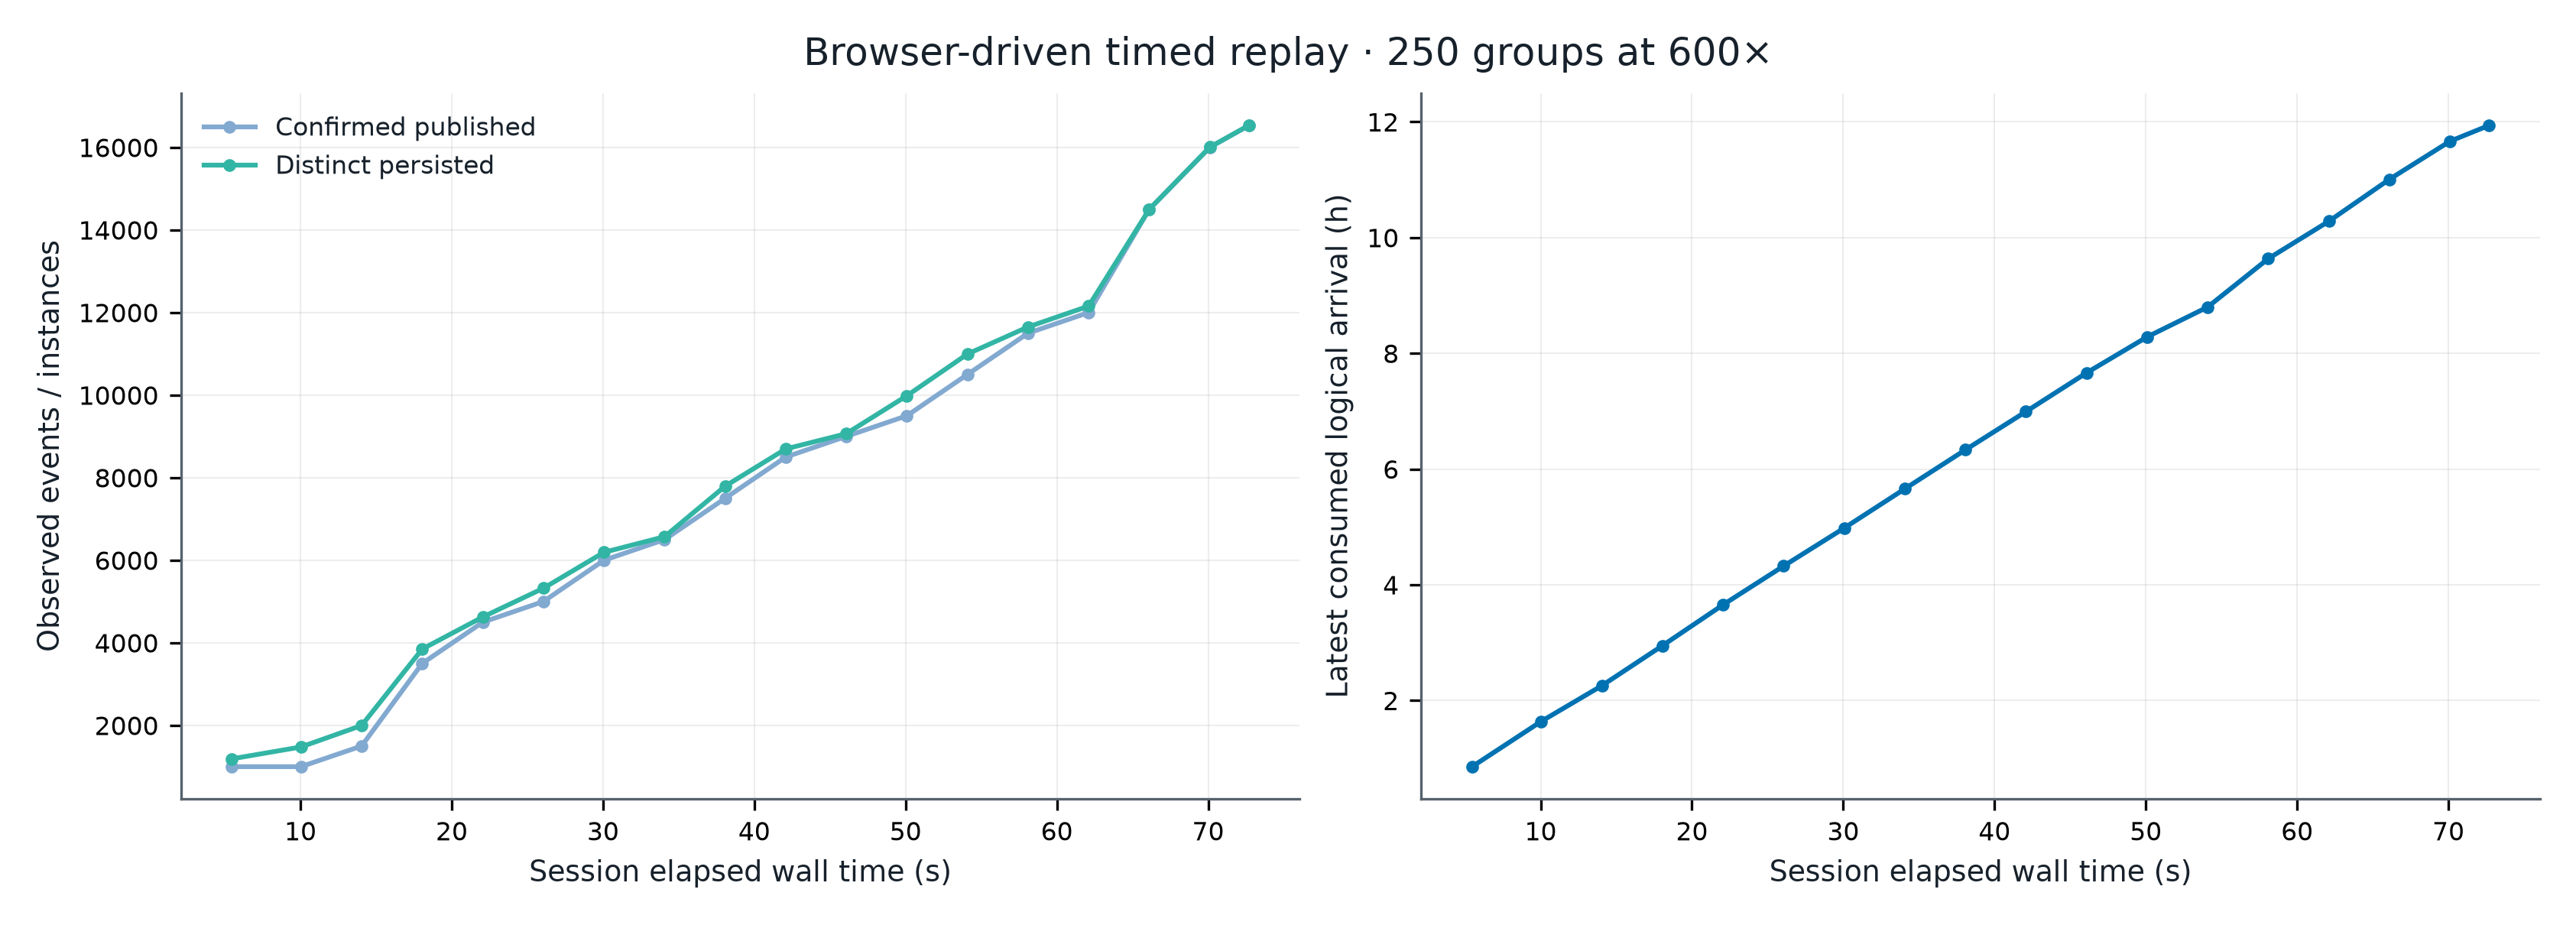 Browser-driven timed replay · 250 groups at 600×
Confirmed published
Distinct persisted
Observed events / instances
16000
14000
12000
10000
8000
6000
4000
2000
10 20 30 40 50 60 70
Session elapsed wall time (s)
Latest consumed logical arrival (h)
12
10
8
6
4
2
10 20 30 40 50 60 70
Session elapsed wall time (s)